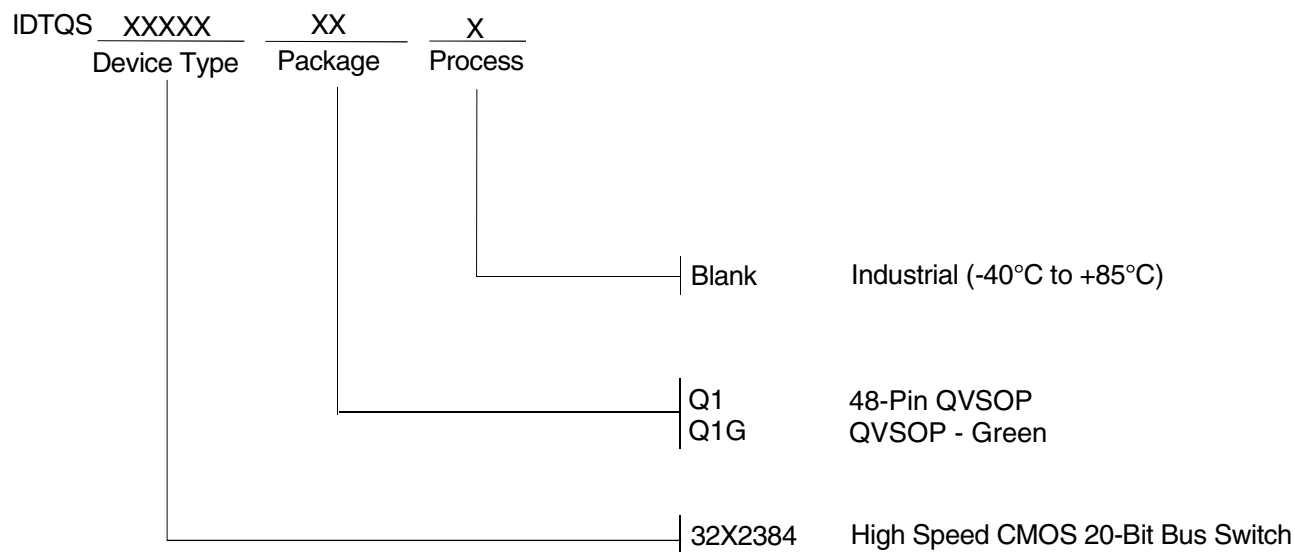 IDTQS XXXXX XX X
Device Type Package Process
Blank Industrial (-40°C to +85°C)
Q1 48-Pin QVSOP
Q1G QVSOP - Green
32X2384 High Speed CMOS 20-Bit Bus Switch